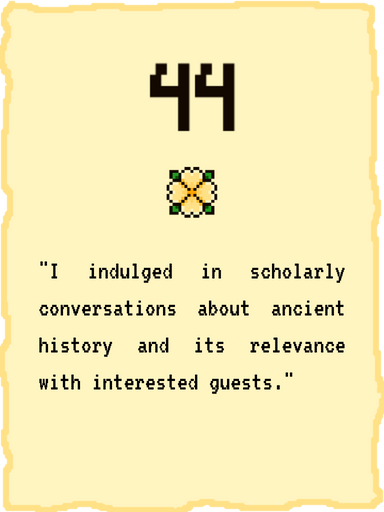 44
"I indulged in scholarly
conversations about ancient
history and its relevance
with interested guests."